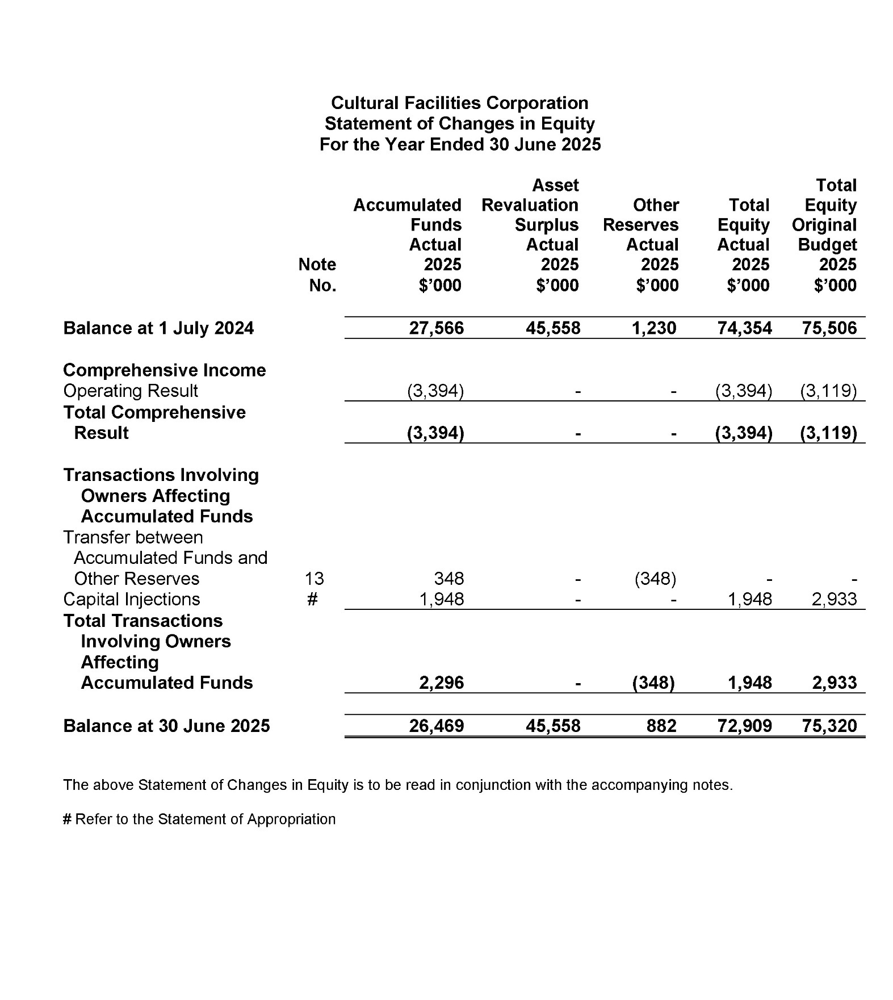 Cultural Facilities Corporation
Statement of Changes in Equity
For the Year Ended 30 June 2025
Asset Total
Accumulated Revaluation Other Total Equity
Funds Surplus Reserves Equity Original
Actual Actual Actual Actual Budget
Note 2025 2025 2025 2025 2025
No. $’000 $’000 $’000 $’000 $’000
Balance at 1 July 2024 27,566 45,558 1,230 74,354 75,506
Comprehensive Income
Operating Result (3,394) - - (3,394) (3,119)
Total Comprehensive
Result (3,394) - - (3,394) (3,119)
Transactions Involving
Owners Affecting
Accumulated Funds
Transfer between
Accumulated Funds and
Other Reserves 13 348 - (348) - -
Capital Injections # 1,948 - - 1,948 2,933
Total Transactions
Involving Owners
Affecting
Accumulated Funds 2,296 - (348) 1,948 2,933
Balance at 30 June 2025 26,469 45,558 882 72,909 75,320
The above Statement of Changes in Equity is to be read in conjunction with the accompanying notes.
# Refer to the Statement of Appropriation